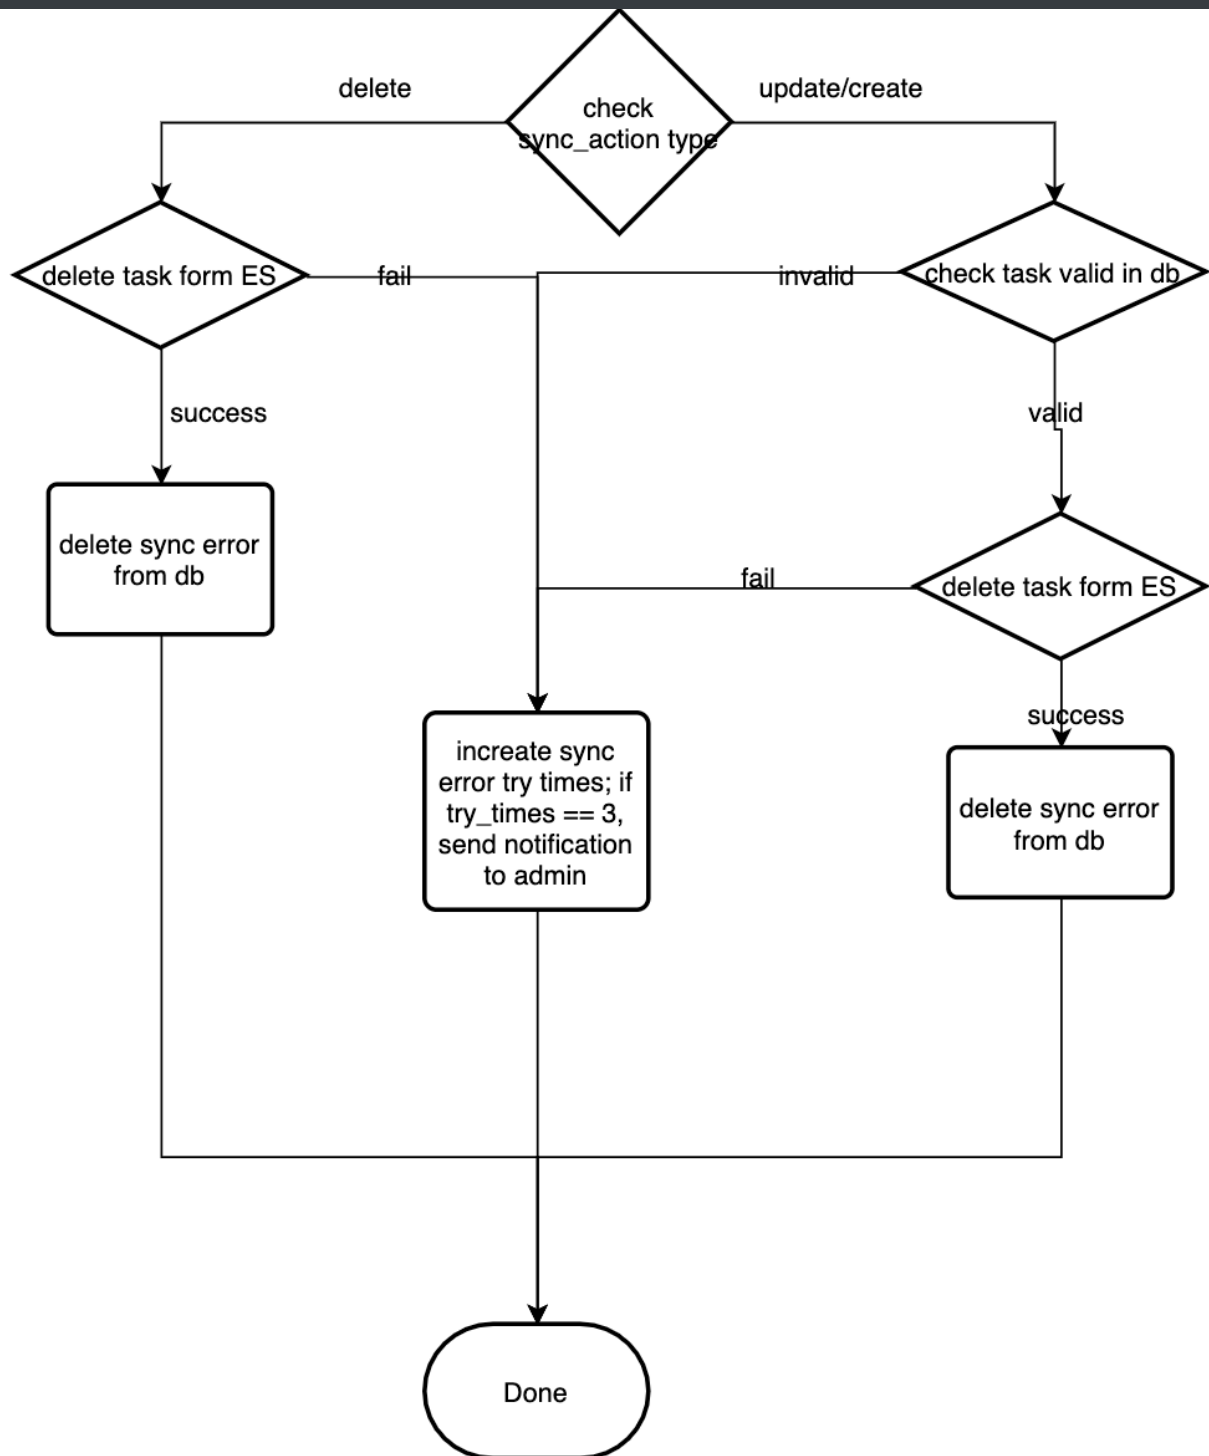 delete
update/create
check
sync_action type
delete task form ES
fail
invalid
check task valid in db
success
valid
delete sync error
from db
fail
delete task form ES
success
increate sync
error try times; if
try_times == 3,
send notification
to admin
delete sync error
from db
Done